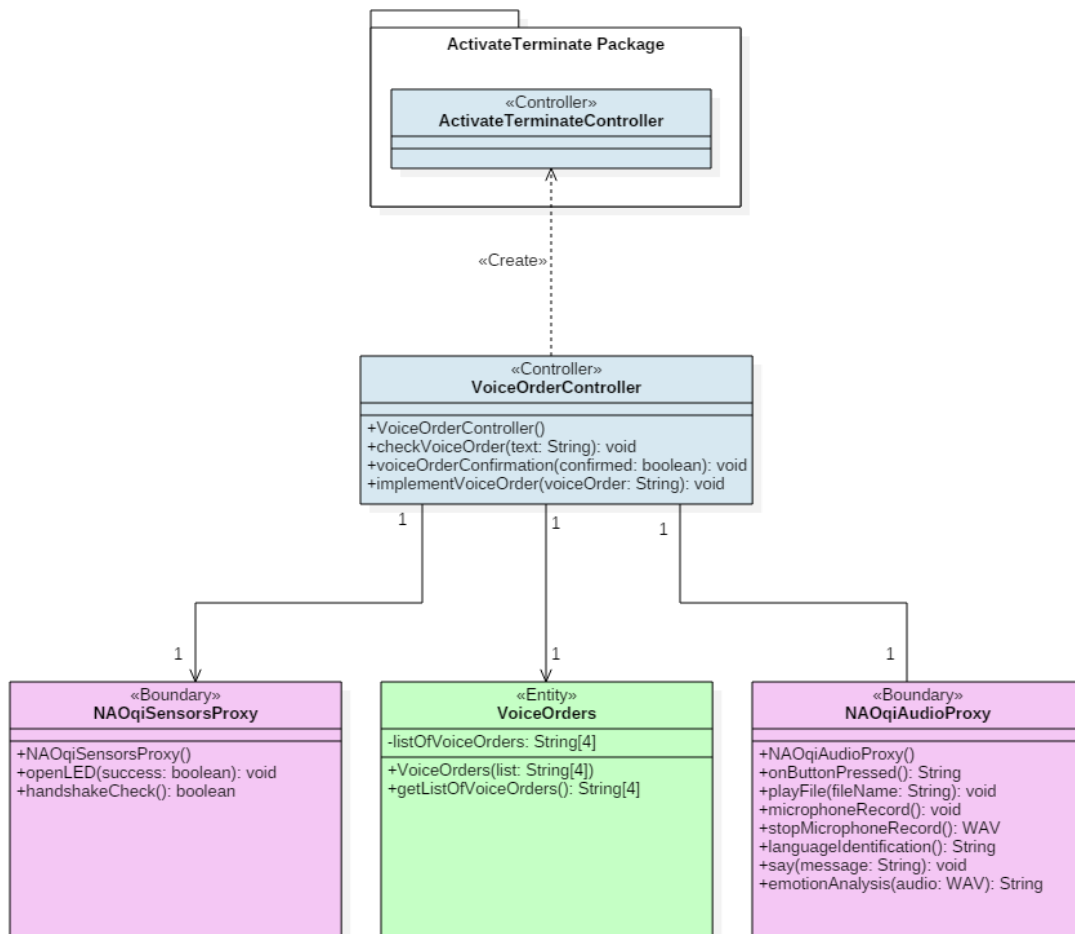 ActivateTerminate Package
«Controller»
ActivateTerminateController
«Create»
«Controller»
VoiceOrderController
+VoiceOrderController()
+checkVoiceOrder(text: String): void
+voiceOrderConfirmation(confirmed: boolean): void
+implementVoiceOrder(voiceOrder: String): void
1
1
1
1
1
1
«Boundary»
NAOqiSensorsProxy
+NAOqiSensorsProxy()
+openLED(success: boolean): void
+handshakeCheck(): boolean
«Entity»
VoiceOrders
-listOfVoiceOrders: String[4]
+VoiceOrders(list: String[4])
+getListOfVoiceOrders(): String[4]
«Boundary»
NAOqiAudioProxy
+NAOqiAudioProxy()
+onButtonPressed(): String
+playFile(fileName: String): void
+microphoneRecord(): void
+stopMicrophoneRecord(): WAV
+languageIdentification(): String
+say(message: String): void
+emotionAnalysis(audio: WAV): String